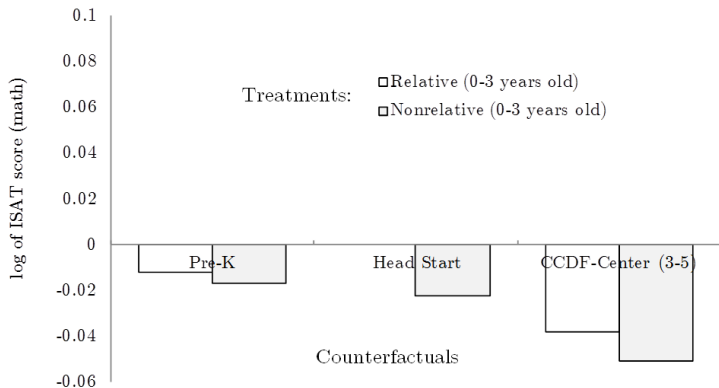 0.1
0.08
0.06
0.04
0.02
0
-0.02
-0.04
-0.06
log of ISAT score (math)
Treatments:
Relative (0-3 years old)
Nonrelative (0-3 years old)
Pre-K
Head Start
CCDF-Center (3-5)
Counterfactuals